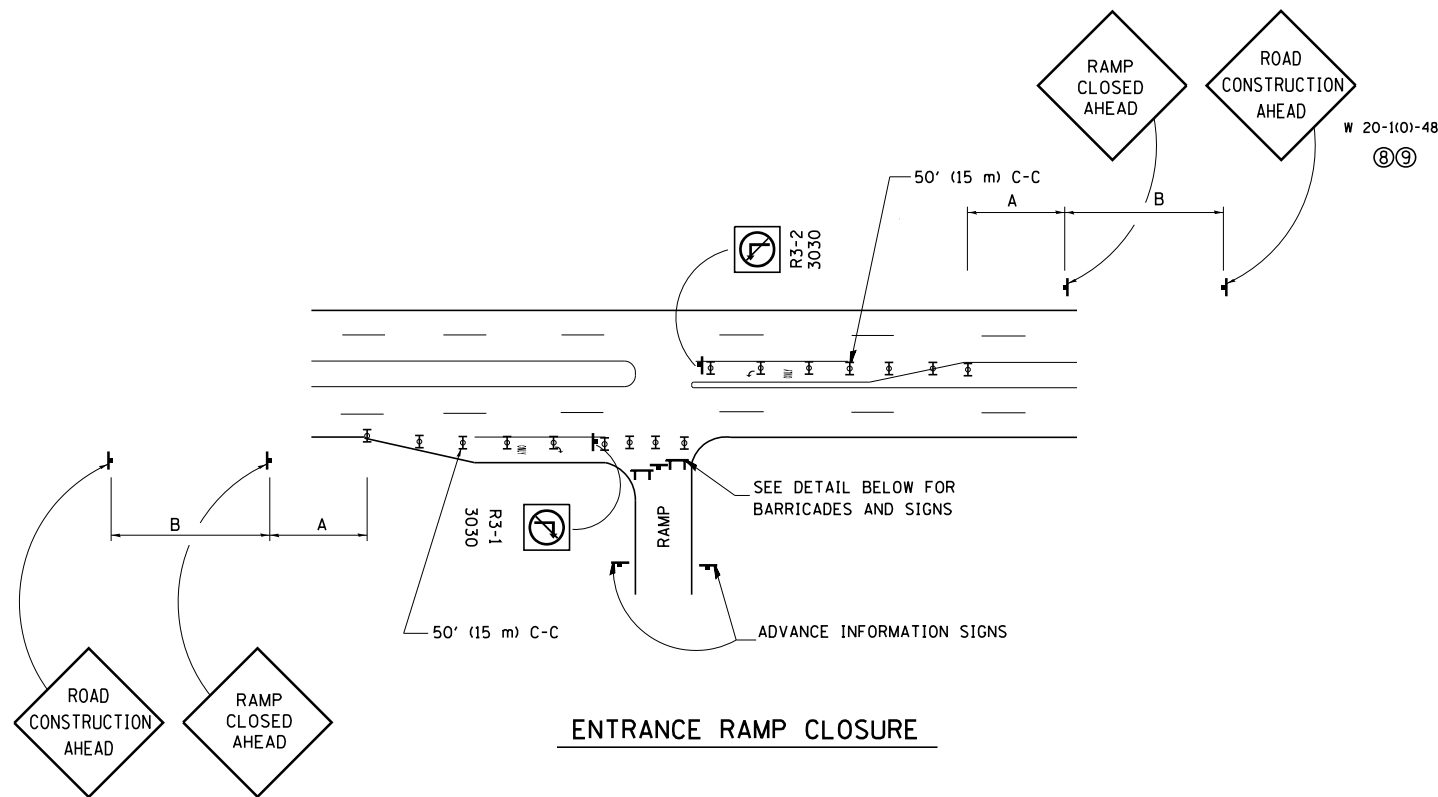 RAMP
CLOSED
AHEAD
ROAD
CONSTRUCTION
AHEAD
W 20-1(O)-48
⑧⑨
50' (15 m) C-C
A
B
R3-2
3030
ONLY
ONLY
SEE DETAIL BELOW FOR
BARRICADES AND SIGNS
B
A
R3-1
3030
RAMP
50' (15 m) C-C
ADVANCE INFORMATION SIGNS
ROAD
CONSTRUCTION
AHEAD
RAMP
CLOSED
AHEAD
ENTRANCE RAMP CLOSURE